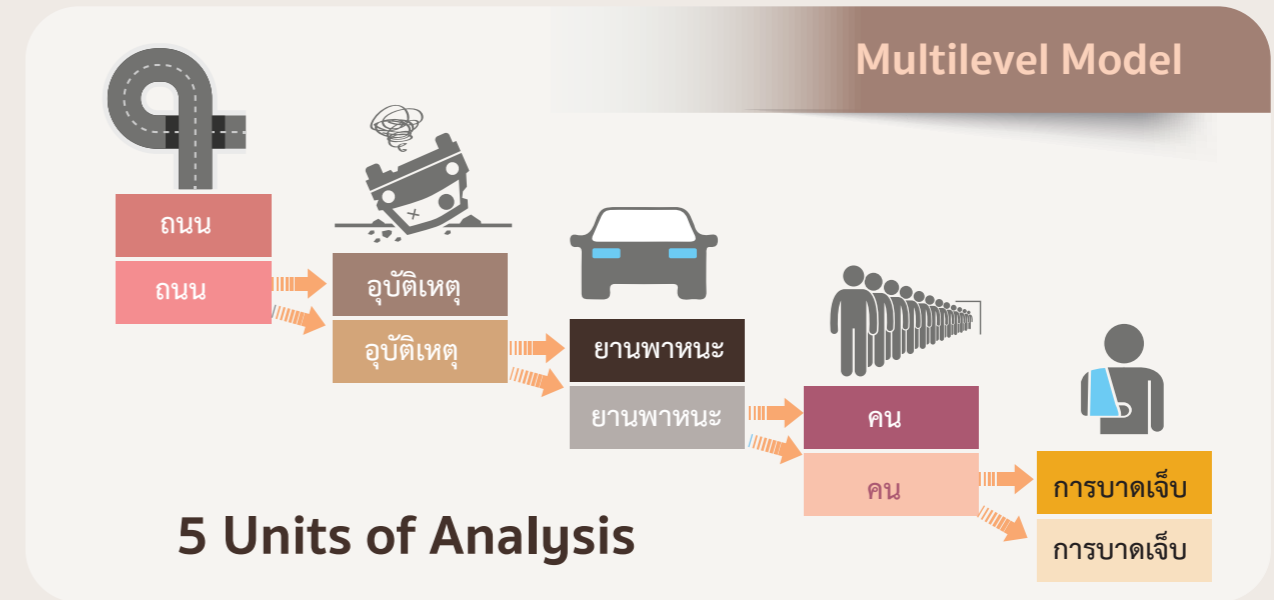 Multilevel Model
ถนน
ถนน
อุบัติเหตุ
อุบัติเหตุ
ยานพาหนะ
ยานพาหนะ
คน
คน
การบาดเจ็บ
การบาดเจ็บ
5 Units of Analysis